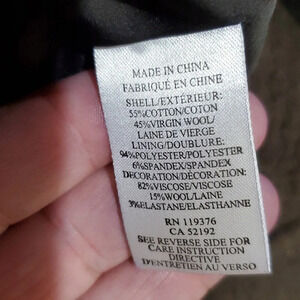 MADE IN CHINA
FABRIQUÉ EN CHINE
SHELL/EXTÉRIEUR:
55%COTTON/COTON
45%VIRGIN WOOL/
LAINE DE VIERGE
LINING/DOUBLURE:
94%POLYESTER/POLYESTER
6%SPANDEX/SPANDEX
DECORATION/DÉCORATION:
82%VISCOSE/VISCOSE
15%WOOL/LAINE
3%ELASTANE/ELASTHANNE
RN 119376
CA 52192
SEE REVERSE SIDE FOR
CARE INSTRUCTION
DIRECTIVE
D'ENTRETIEN AU VERSO